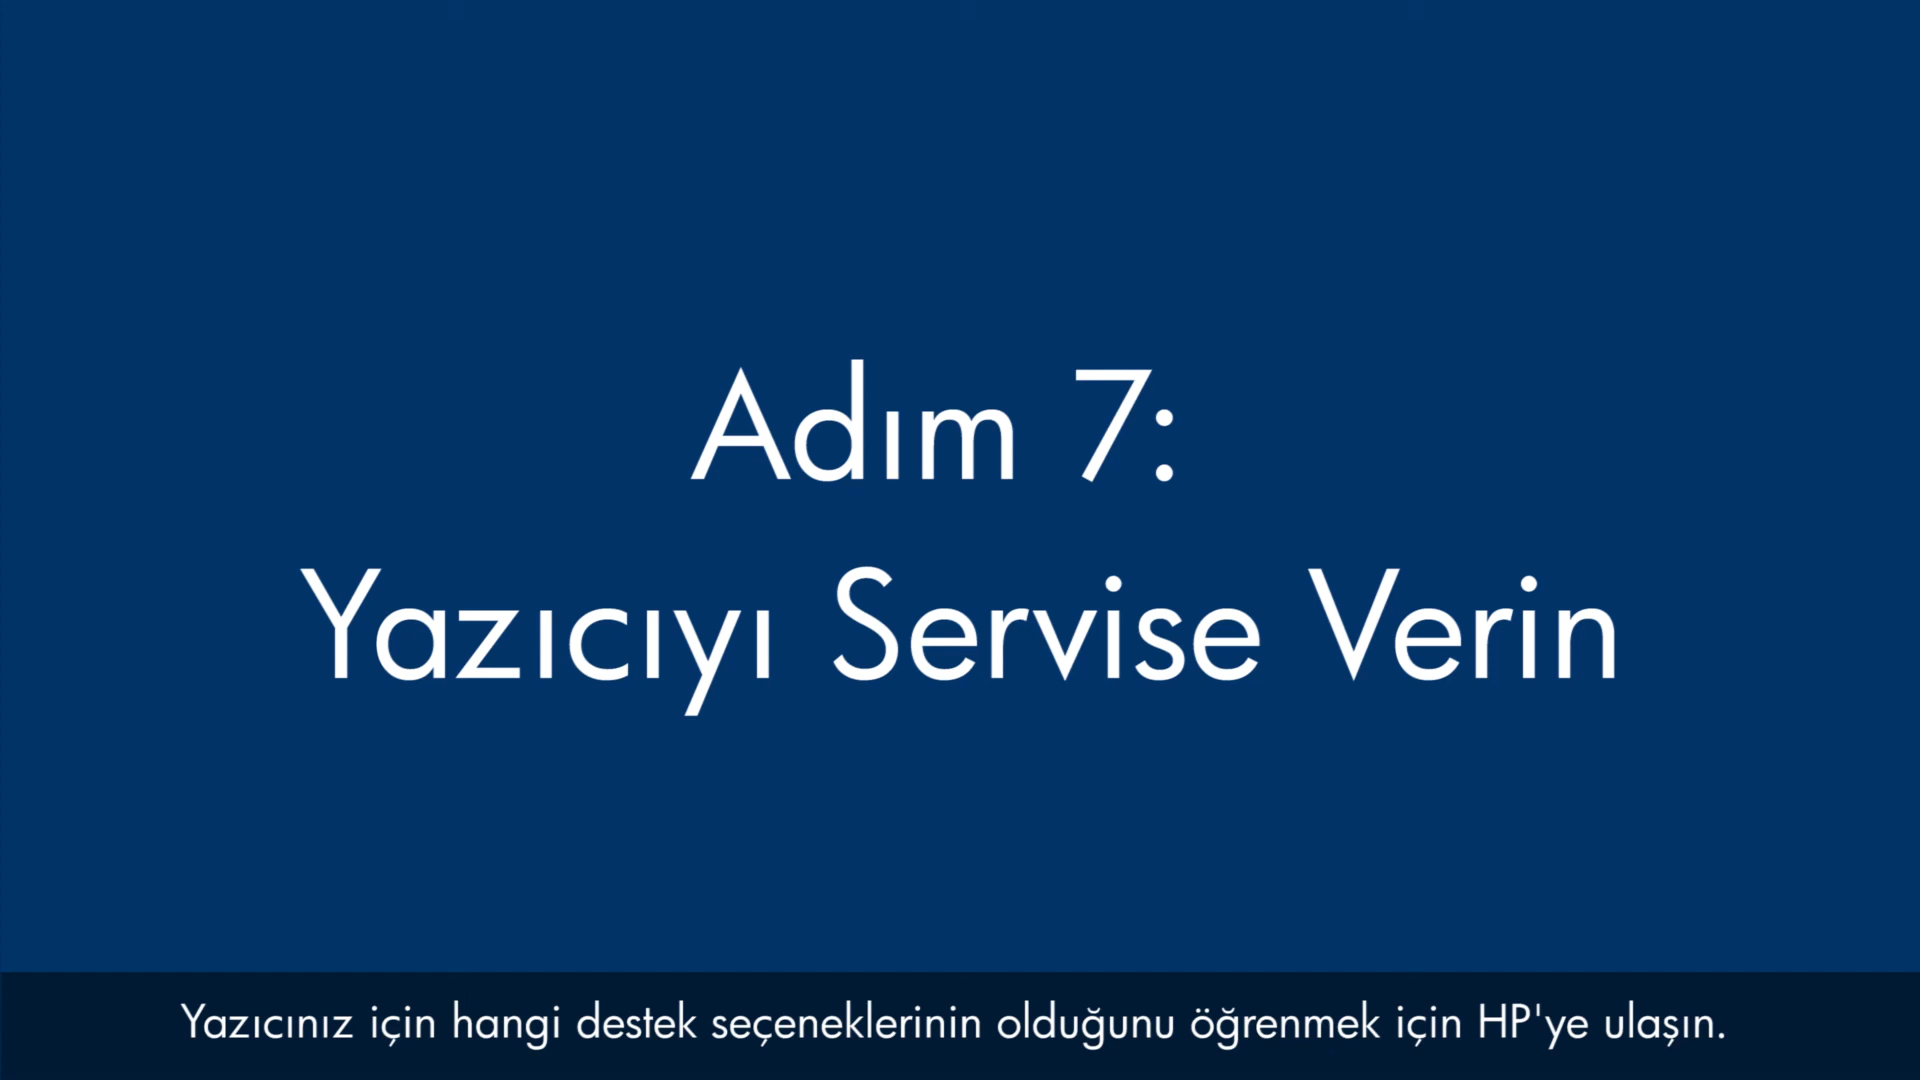 Adım 7:
Yazıcıyı Servise Verin
Yazıcınız için hangi destek seçeneklerinin olduğunu öğrenmek için HP'ye ulaşın.